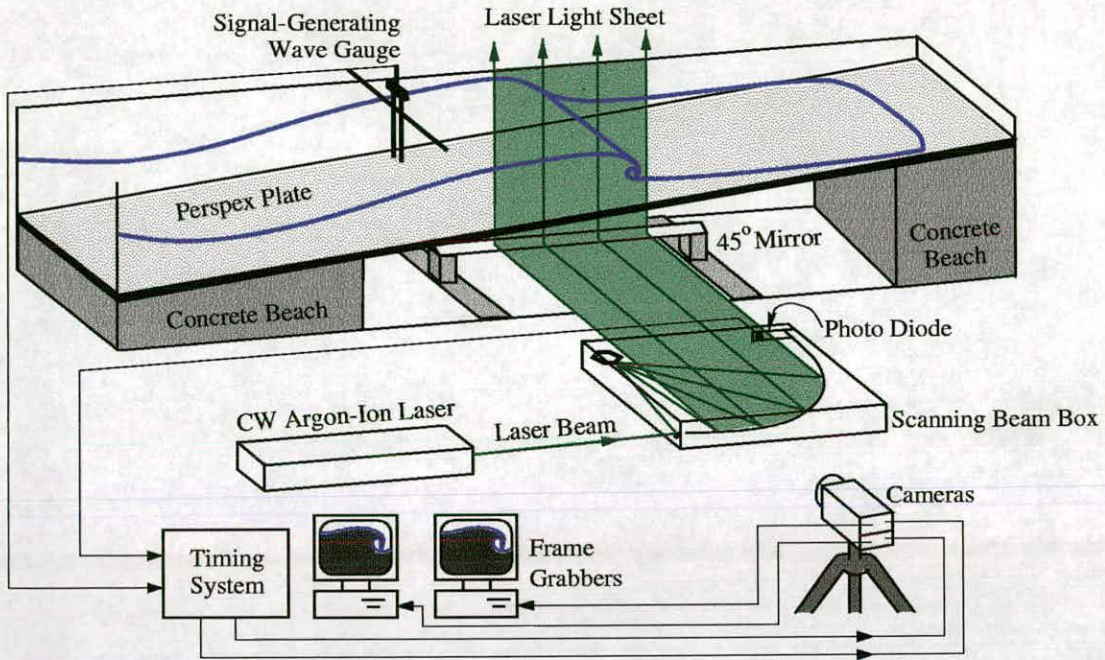 Signal-Generating
Wave Gauge
Laser Light Sheet
Perspex Plate
45° Mirror
Concrete
Beach
Concrete Beach
Photo Diode
CW Argon-Ion Laser
Laser Beam
Scanning Beam Box
Cameras
Timing
System
Frame
Grabbers